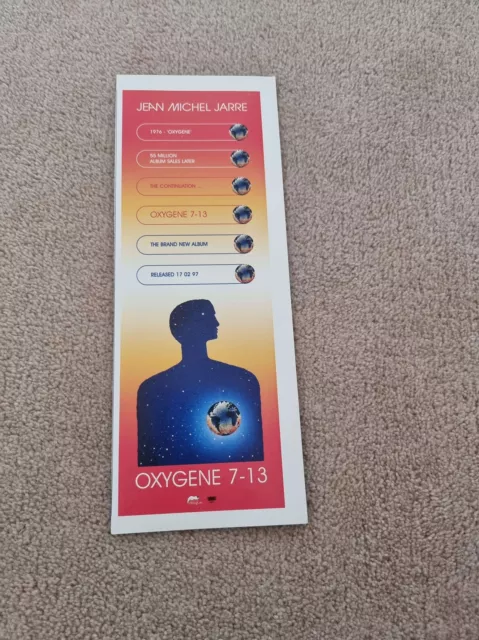 JEAN MICHEL JARRE
1976 - 'OXYGENE'
55 MILLION
ALBUM SALES LATER
THE CONTINUATION ...
OXYGENE 7-13
THE BRAND NEW ALBUM
RELEASED 17 02 97
OXYGENE 7-13